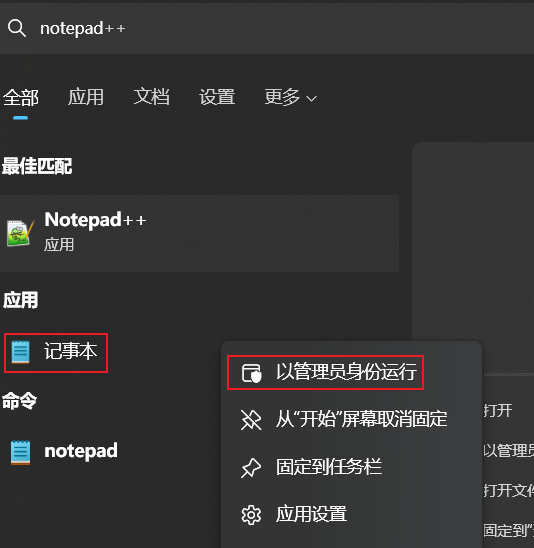 notepad++
全部 应用 文档 设置 更多
最佳匹配
Notepad++
应用
应用
记事本
以管理员身份运行
命令
从“开始”屏幕取消固定
打开
notepad
固定到任务栏
以管理员
应用设置
打开文件
固定到“开